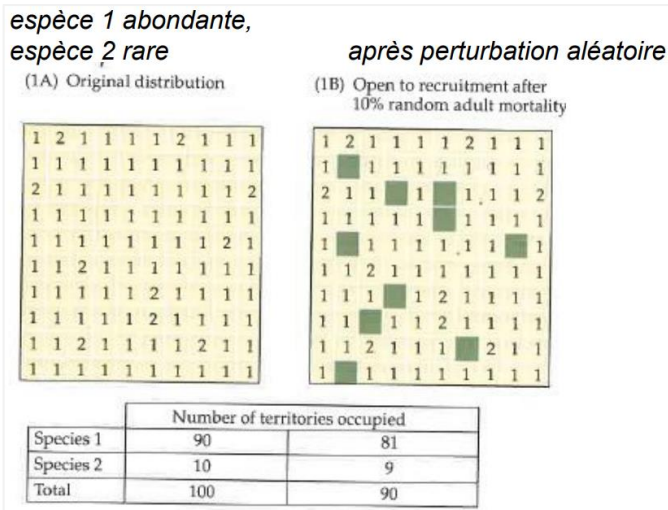 espèce 1 abondante,
espèce 2 rare
(1A) Original distribution
1 2 1 1 1 1 2 1 1 1
1 1 1 1 1 1 1 1 1 1
2 1 1 1 1 1 1 1 1 2
1 1 1 1 1 1 1 1 1 1
1 1 1 1 1 1 1 1 2 1
1 1 2 1 1 1 1 1 1 1
1 1 1 1 1 2 1 1 1 1
1 1 1 1 1 2 1 1 1 1
1 1 2 1 1 1 1 2 1 1
1 1 1 1 1 1 1 1 1 1
après perturbation aléatoire
(1B) Open to recruitment after
10% random adult mortality
1 2 1 1 1 1 2 1 1 1
1 1 1 1 1 1 1 1 1
2 1 1 1 1 1 1 2
1 1 1 1 1 1 1 1 1
1 1 1 1 1 1 1 1
1 1 2 1 1 1 1 1 1 1
1 1 1 1 2 1 1 1 1
1 1 1 1 2 1 1 1 1
1 1 2 1 1 1 2 1 1
1 1 1 1 1 1 1 1 1
Number of territories occupied
Species 1 90 81
Species 2 10 9
Total 100 90